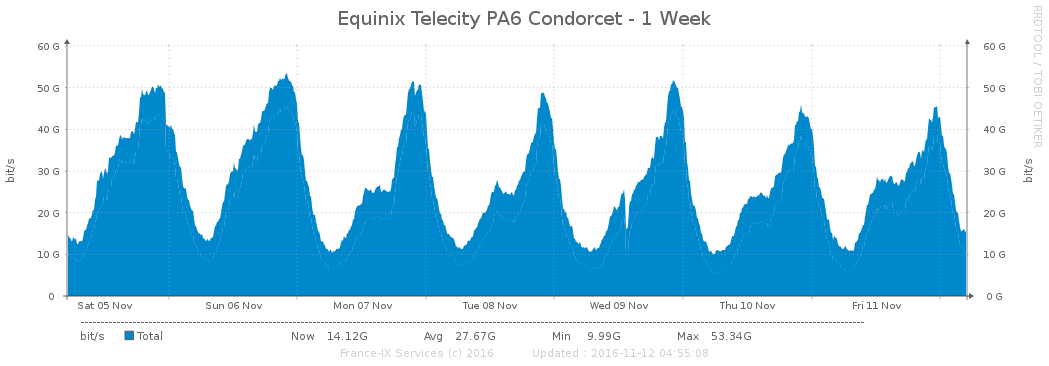 Equinix Telecity PA6 Condorcet - 1 Week
RRDTOOL / TOBI OETIKER
60 G 60 G
50 G 50 G
40 G 40 G
30 G 30 G
20 G 20 G
10 G 10 G
0 0 G
bit/s bit/s
Sat 05 Nov Sun 06 Nov Mon 07 Nov Tue 08 Nov Wed 09 Nov Thu 10 Nov Fri 11 Nov
bit/s Total Now 14.12G Avg 27.67G Min 9.99G Max 53.34G
France-IX Services (c) 2016 Updated : 2016-11-12 04:55:08